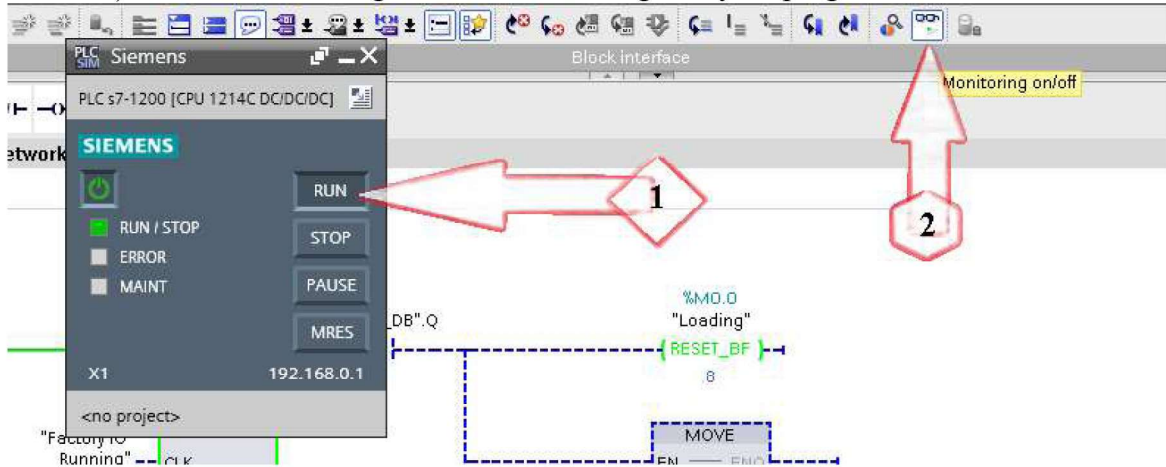 PLC SIM Siemens
Block interface
Monitoring on/off
PLC s7-1200 [CPU 1214C DC/DC/DC]
etwork
SIEMENS
RUN
1
RUN / STOP
STOP
2
ERROR
MAINT
PAUSE
%M0.0
_DB".Q
"Loading"
MRES
RESET_BF
8
X1
192.168.0.1
<no project>
MOVE
Running"
CLK
EN
ENO